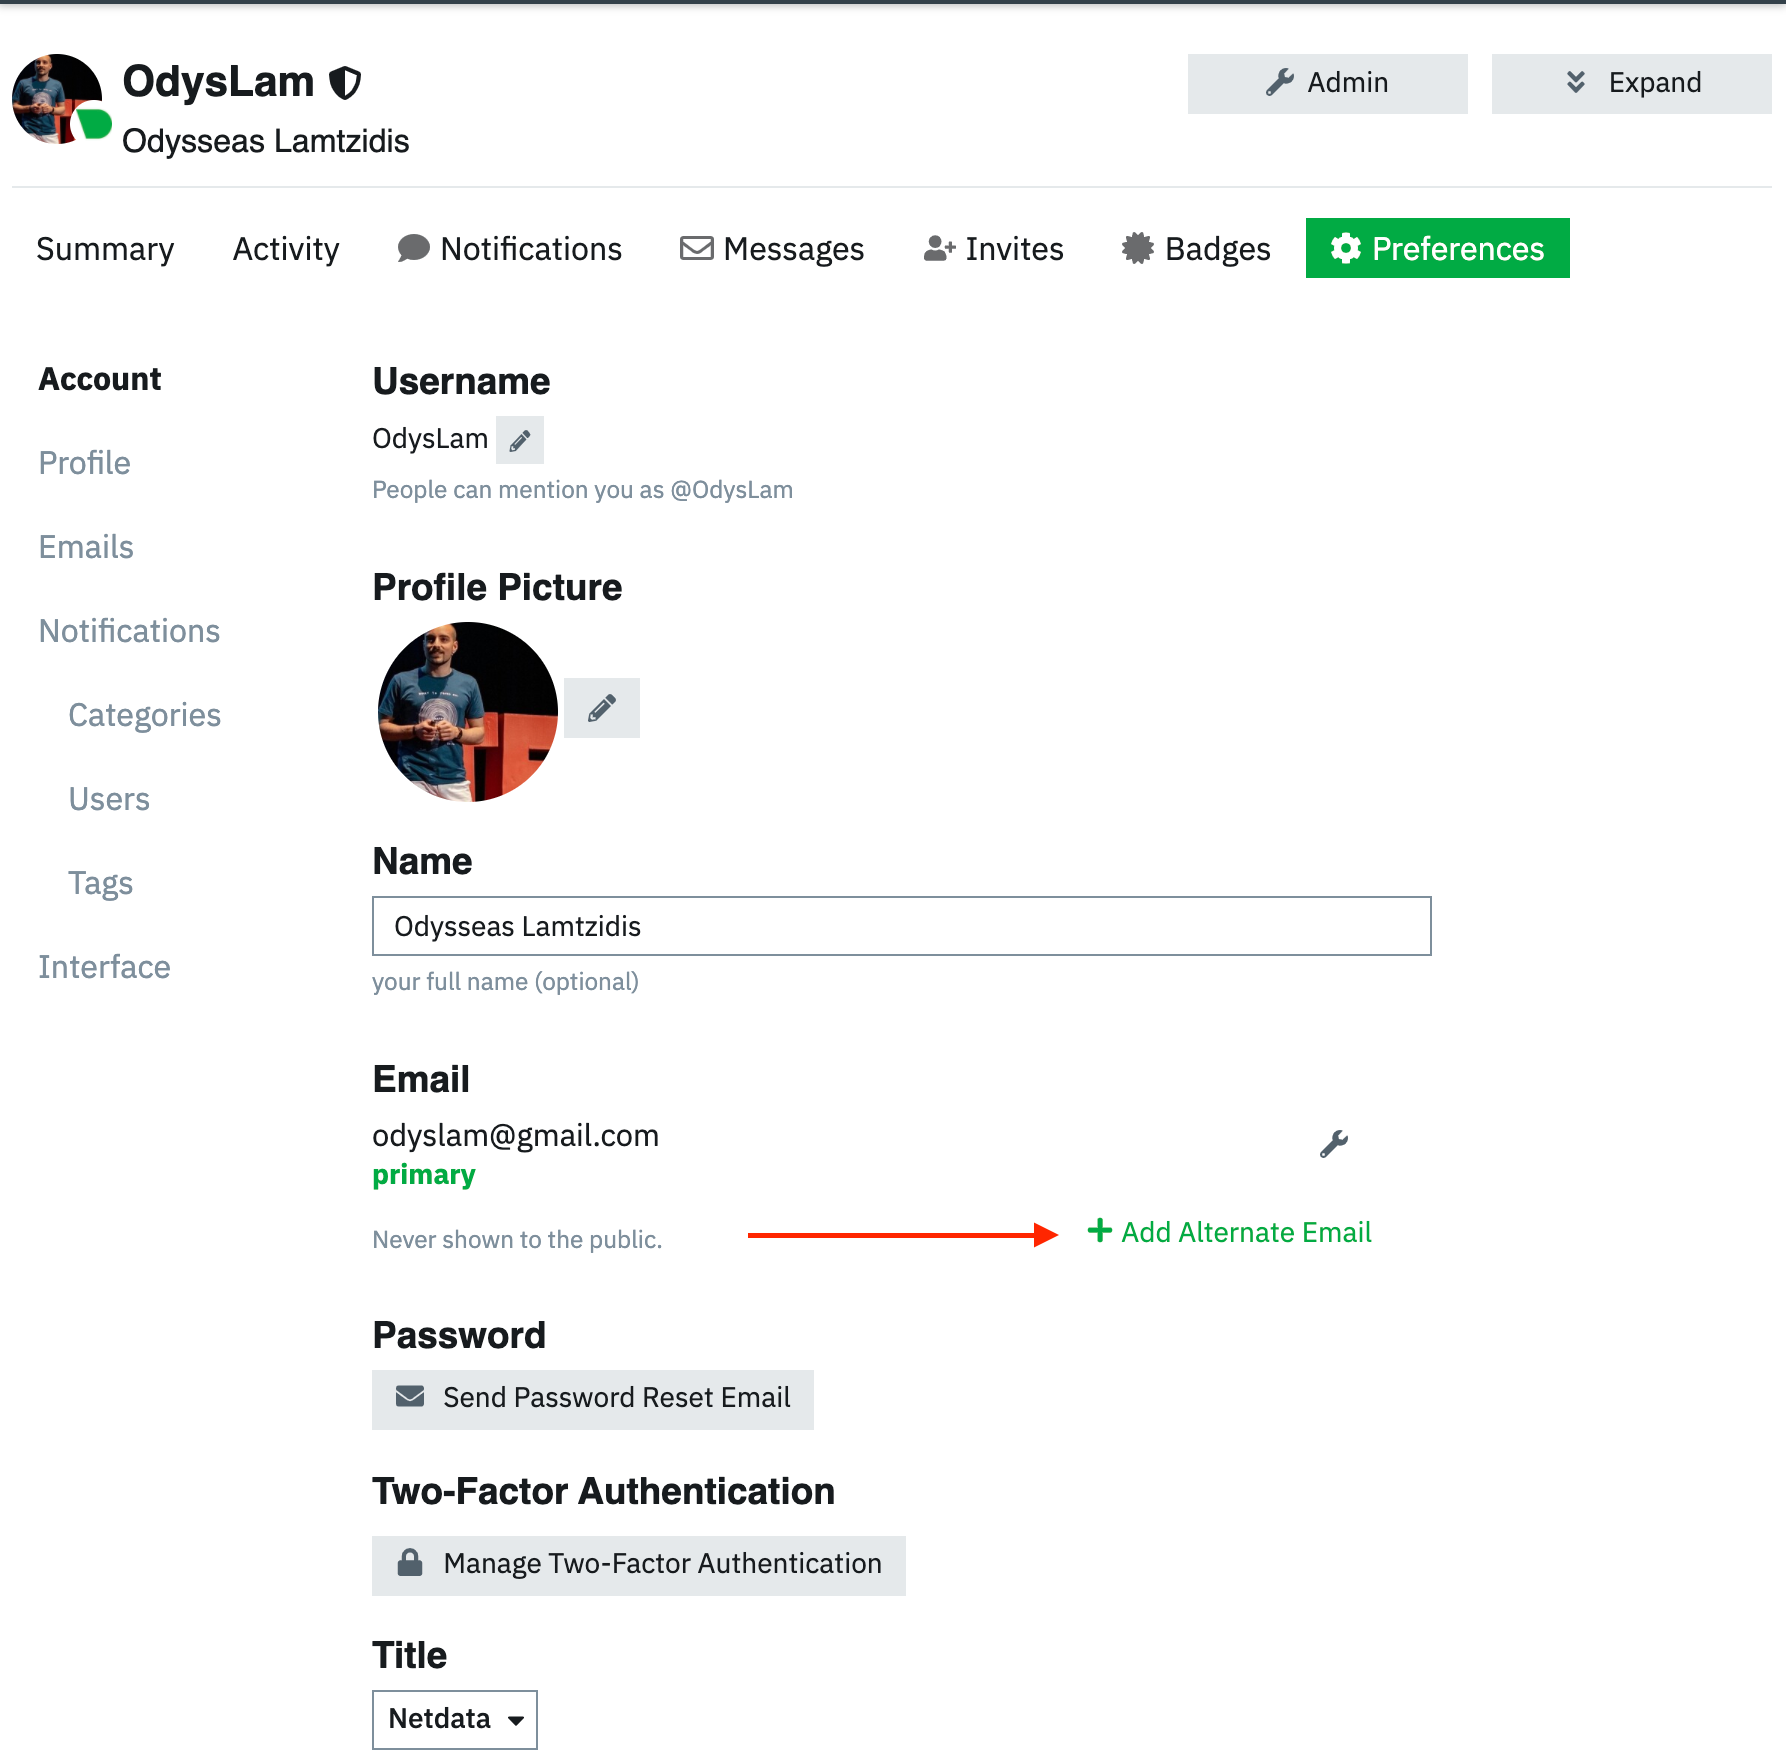 OdysLam
Odysseas Lamtzidis
Admin
Expand
Summary Activity Notifications Messages Invites Badges Preferences
Account
Profile
Emails
Notifications
Categories
Users
Tags
Interface
Username
OdysLam
People can mention you as @OdysLam
Profile Picture
Name
Odysseas Lamtzidis
your full name (optional)
Email
odyslam@gmail.com
primary
Never shown to the public.
+ Add Alternate Email
Password
Send Password Reset Email
Two-Factor Authentication
Manage Two-Factor Authentication
Title
Netdata